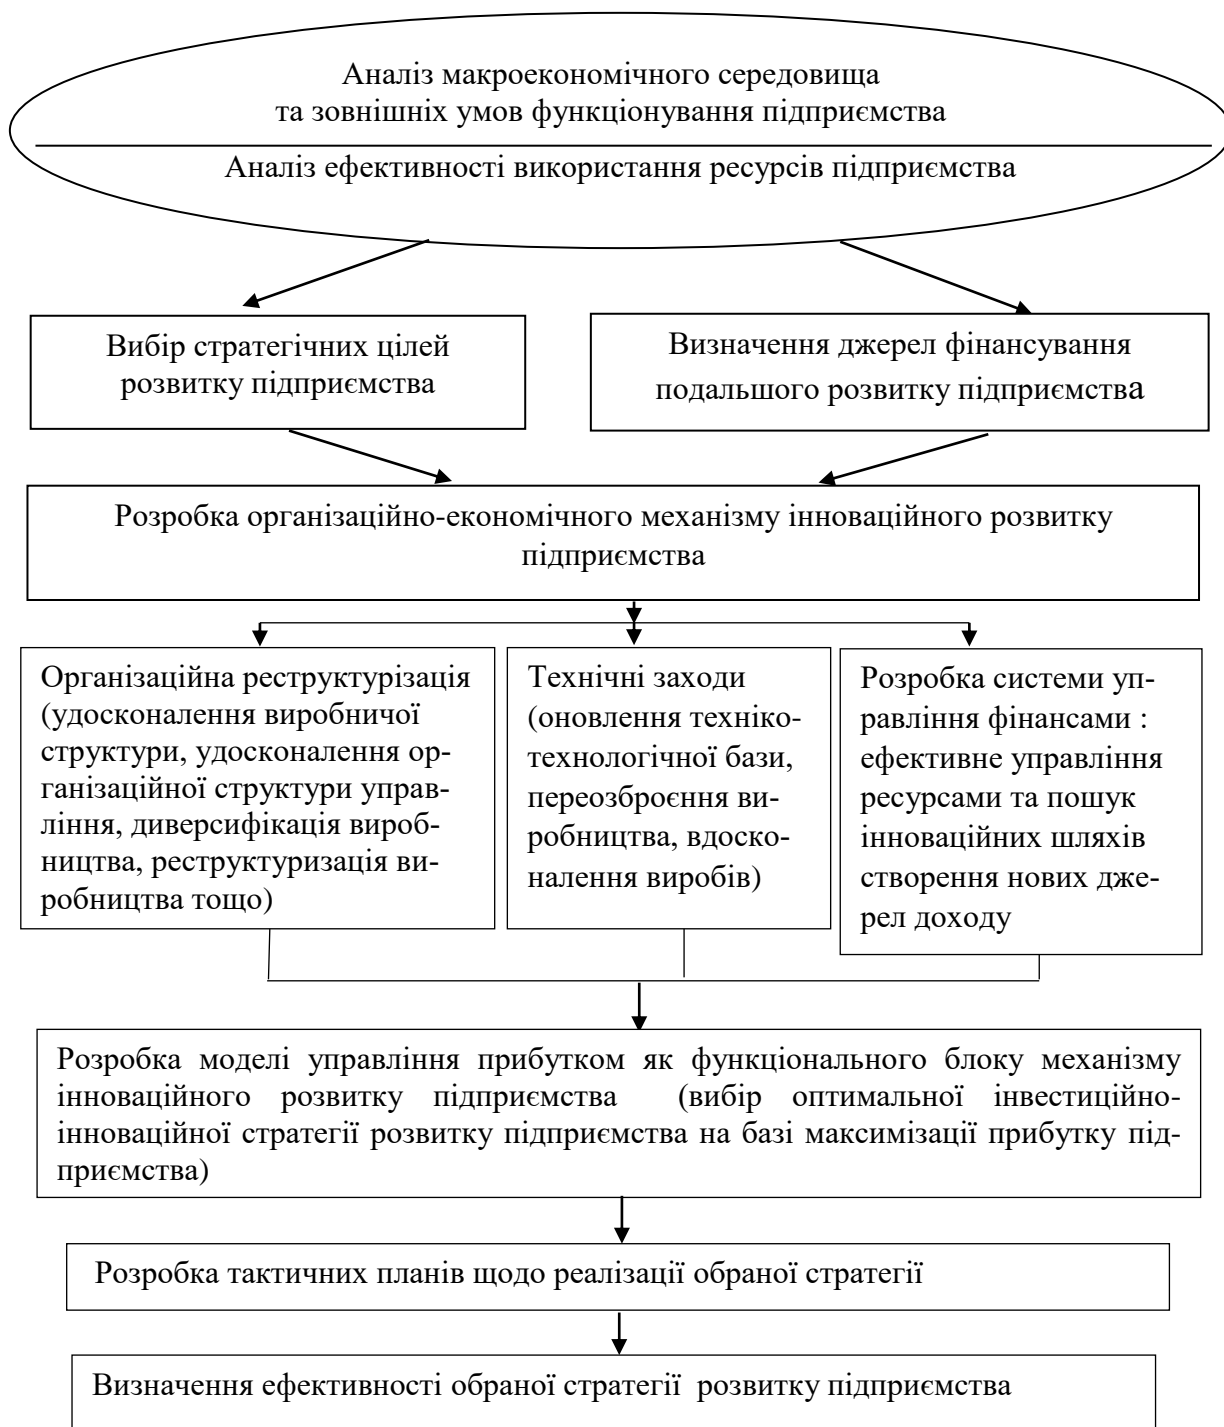 Аналіз макроекономічного середовища
та зовнішніх умов функціонування підприємства
Аналіз ефективності використання ресурсів підприємства
Вибір стратегічних цілей
розвитку підприємства
Визначення джерел фінансування
подальшого розвитку підприємства
Розробка організаційно-економічного механізму інноваційного розвитку
підприємства
Організаційна реструктурізація
(удосконалення виробничої
структури, удосконалення ор-
ганізаційної структури управ-
ління, диверсифікація вироб-
ництва, реструктуризація ви-
робництва тощо)
Технічні заходи
(оновлення техніко-
технологічної бази,
переозброєння ви-
робництва, вдоско-
налення виробів)
Розробка системи уп-
равління фінансами :
ефективне управління
ресурсами та пошук
інноваційних шляхів
створення нових дже-
рел доходу
Розробка моделі управління прибутком як функціонального блоку механізму
інноваційного розвитку підприємства (вибір оптимальної інвестиційно-
інноваційної стратегії розвитку підприємства на базі максимізації прибутку під-
приємства)
Розробка тактичних планів щодо реалізації обраної стратегії
Визначення ефективності обраної стратегії розвитку підприємства